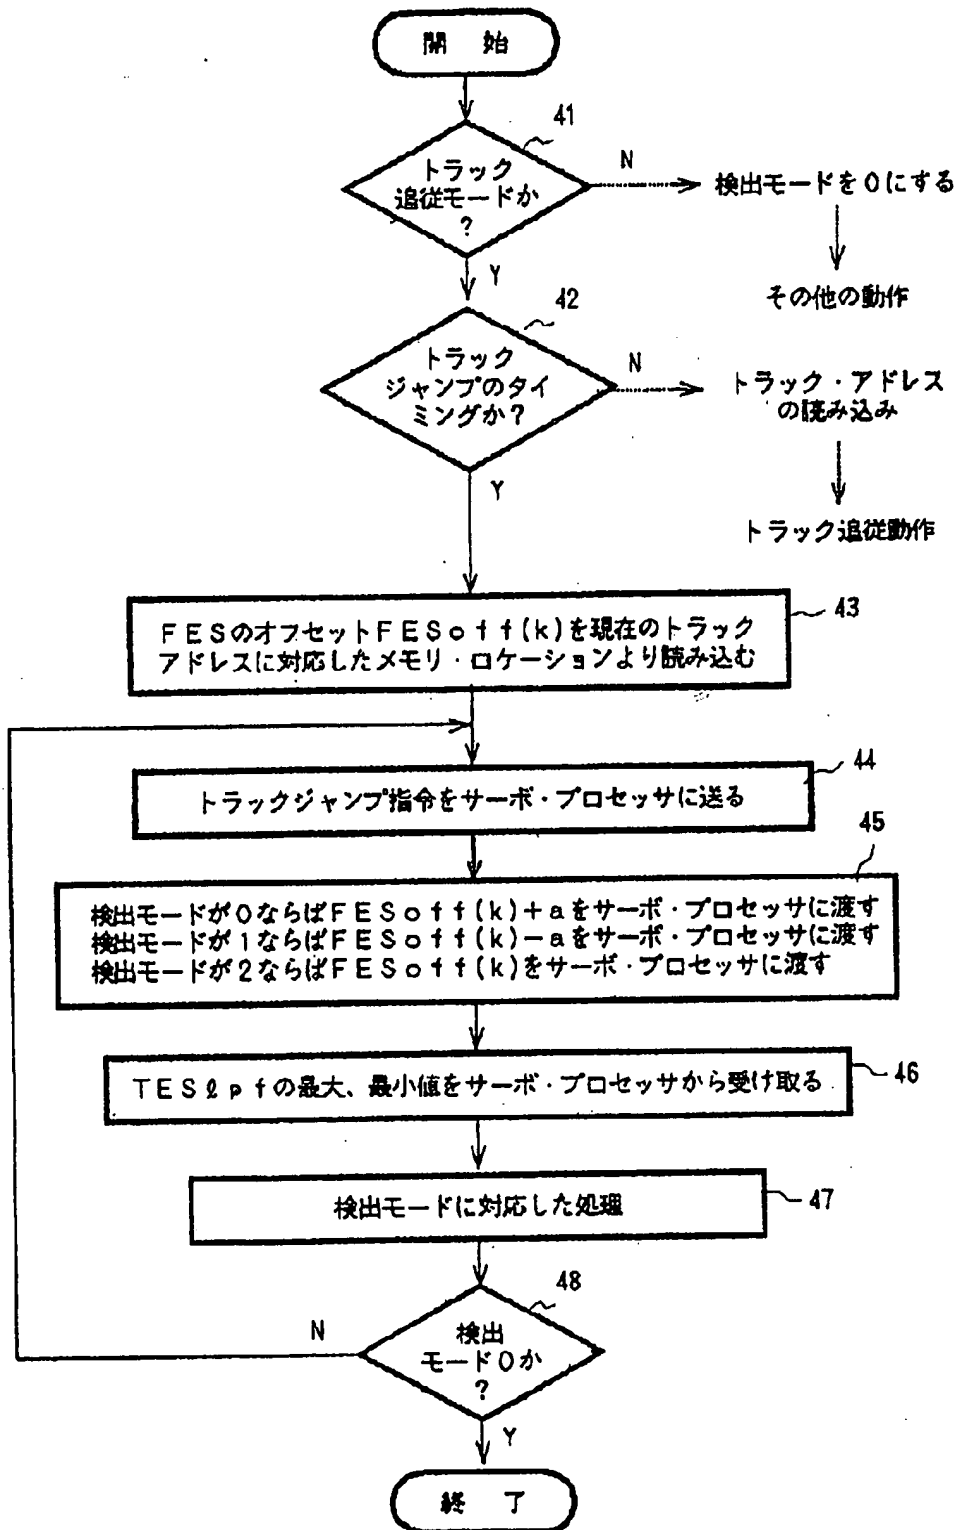 開 始
41
トラック
追従モードか
?
N
検出モードを0にする
その他の動作
Y
42
トラック
ジャンプのタイ
ミングか?
N
トラック・アドレス
の読み込み
トラック追従動作
Y
43
FESのオフセットFESoff(k)を現在のトラック
アドレスに対応したメモリ・ロケーションより読み込む
44
トラックジャンプ指令をサーボ・プロセッサに送る
45
検出モードが0ならばFESoff(k)+aをサーボ・プロセッサに渡す
検出モードが1ならばFESoff(k)-aをサーボ・プロセッサに渡す
検出モードが2ならばFESoff(k)をサーボ・プロセッサに渡す
46
TESℓpfの最大、最小値をサーボ・プロセッサから受け取る
47
検出モードに対応した処理
48
検出
モード0か
?
N
Y
終 了